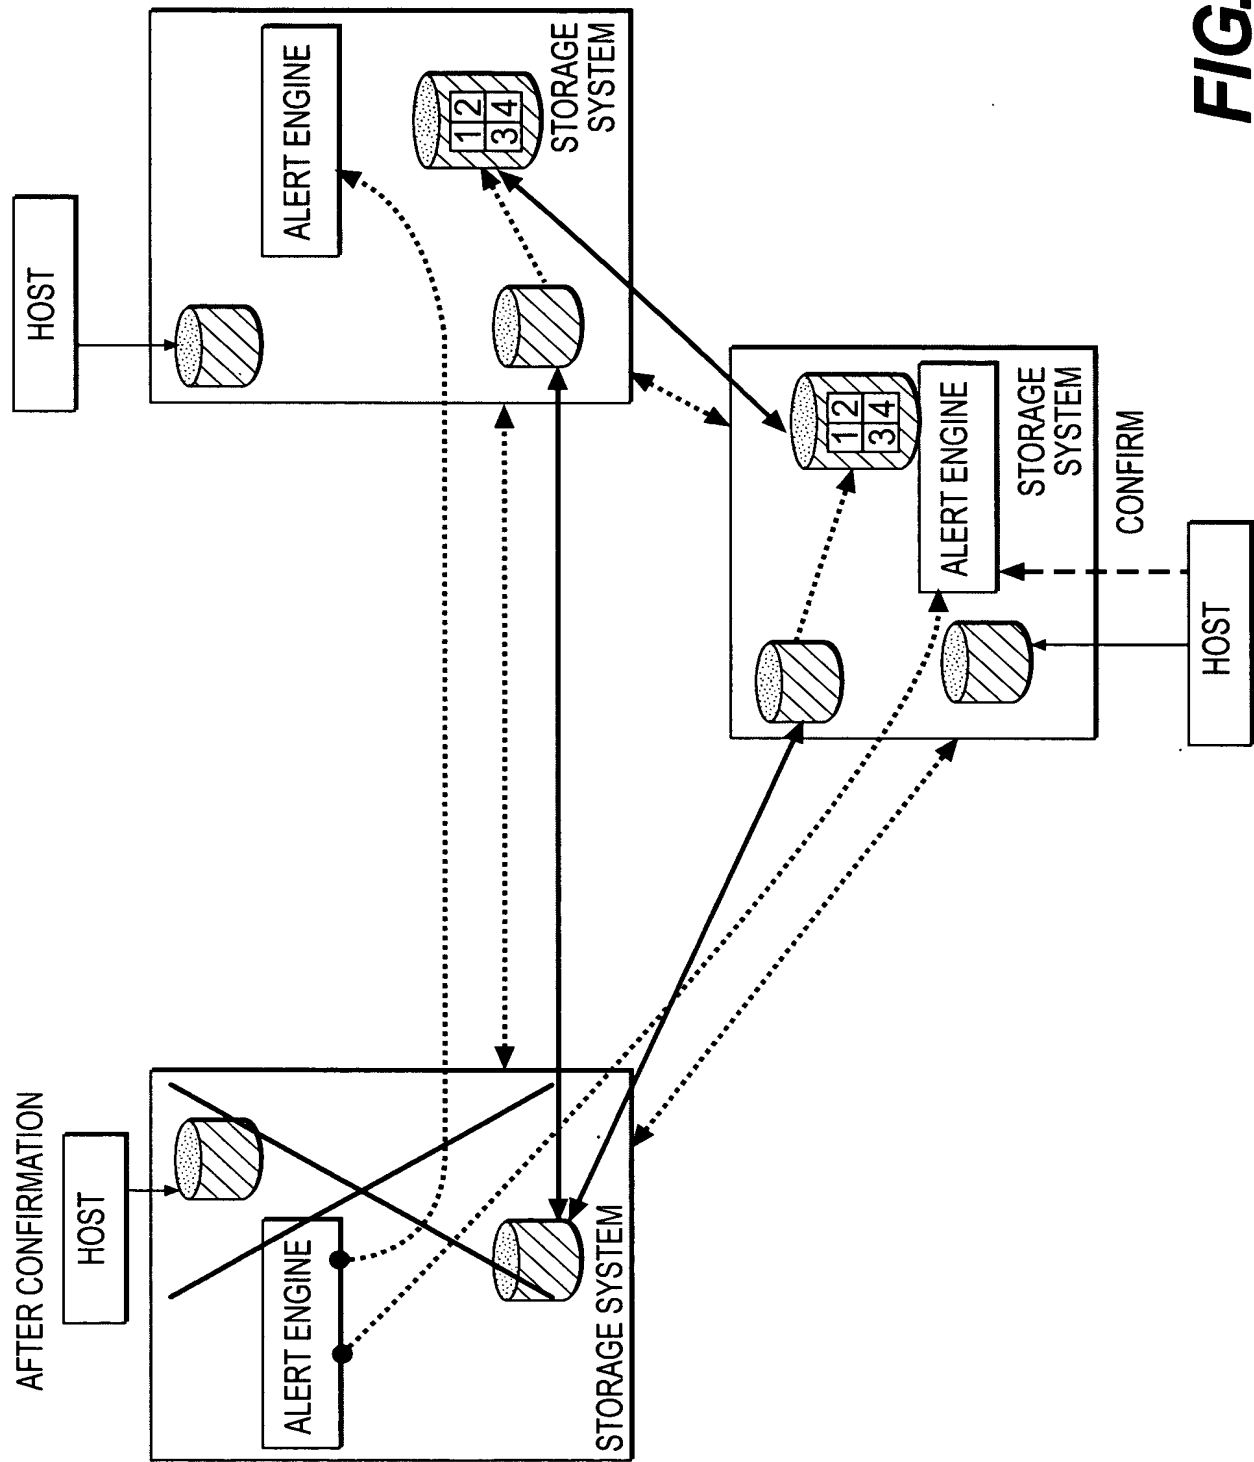 AFTER CONFIRMATION
HOST
ALERT ENGINE
STORAGE SYSTEM
HOST
ALERT ENGINE
1 2
3 4
STORAGE
SYSTEM
1 2
3 4
ALERT ENGINE
STORAGE
SYSTEM
CONFIRM
HOST
FIG.